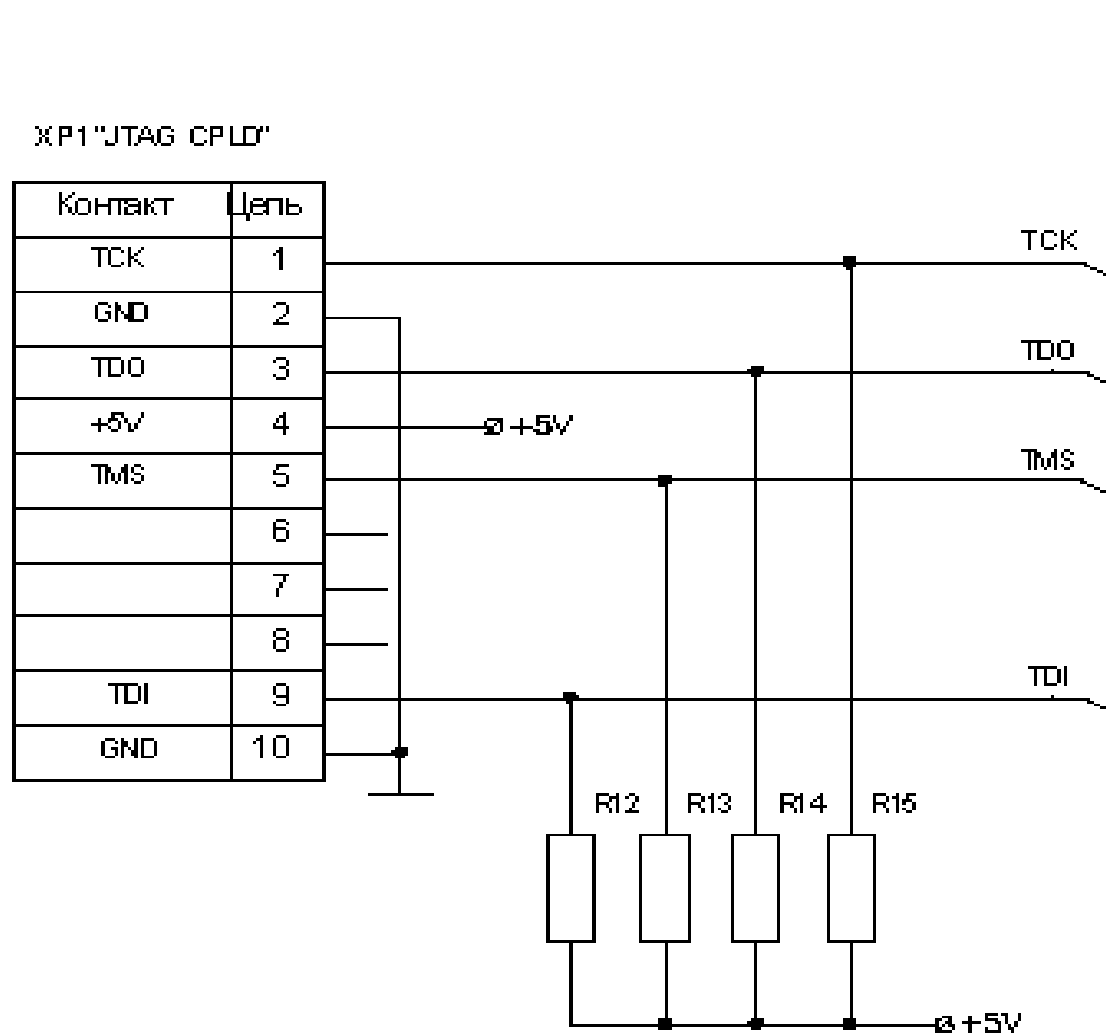 XP1"JTAG CPLD"
Контакт Цепь
TCK 1
TCK
GND 2
TDO 3
TDO
+5V 4
+5V
TMS 5
TMS
6
7
8
TDI 9
TDI
GND 10
R12 R13 R14 R15
+5V